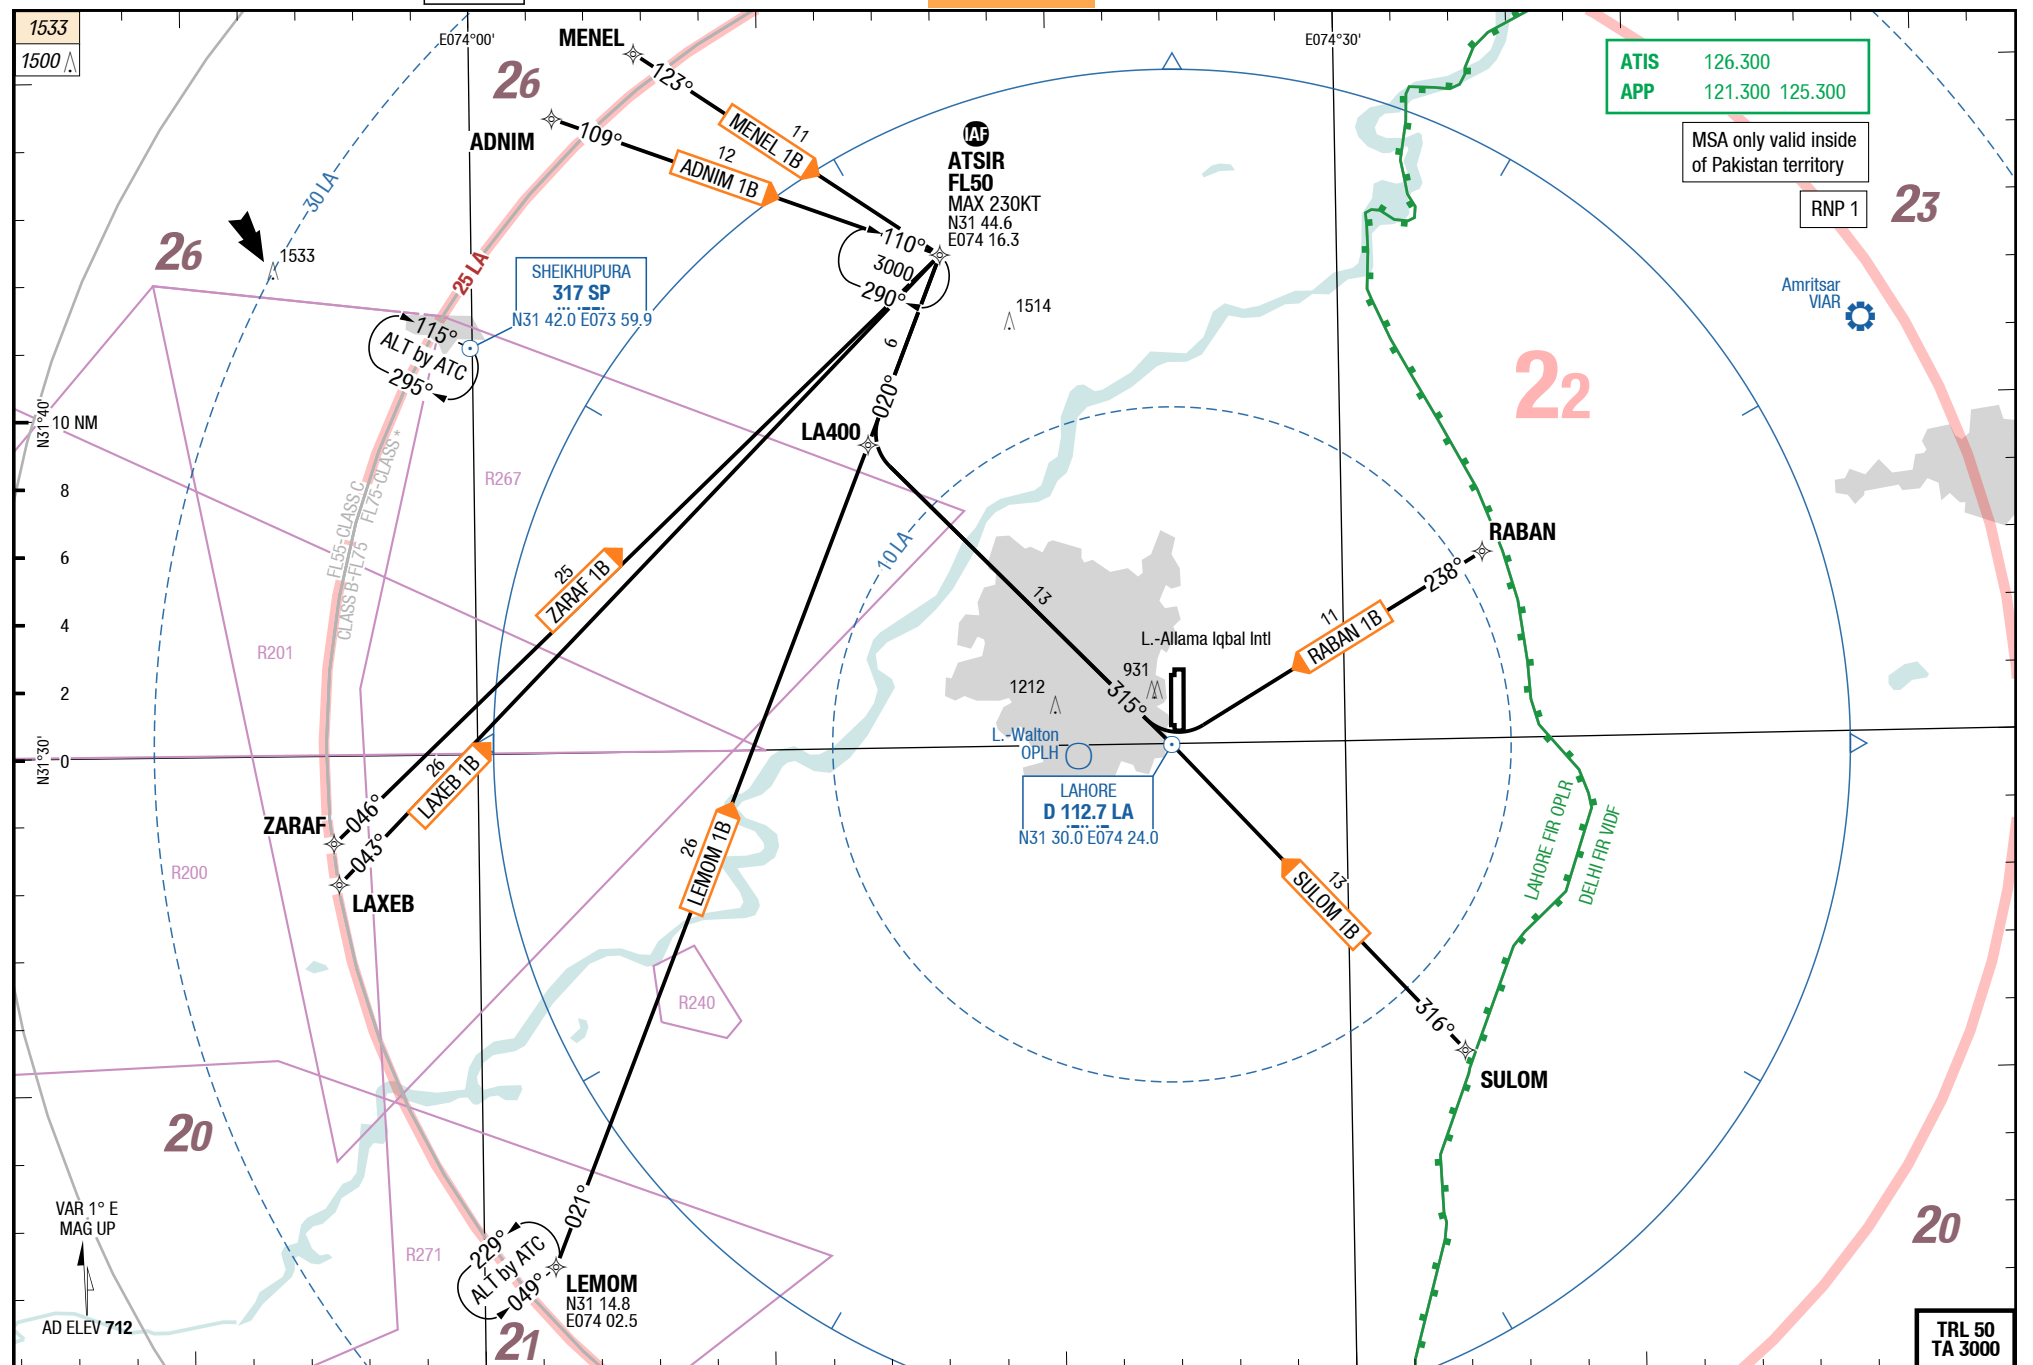 1533
1500
E074°00'
E074°30'
MENEL
26
123°
11
MENEL 1B
ADNIM
109°
12
ADNIM 1B
IAF
ATSIR
FL50
MAX 230KT
N31 44.6
E074 16.3
ATIS 126.300
APP 121.300 125.300
MSA only valid inside
of Pakistan territory
RNP 1
23
30 LA
26
1533
25 LA
SHEIKHUPURA
317 SP
N31 42.0 E073 59.9
110°
3000
290°
1514
Amritsar
VIAR
115°
ALT by ATC
295°
6
020°
22
N31°40'
10 NM
8
6
4
2
0
N31°30'
LA400
R267
FL55-CLASS C
CLASS B-FL75
FL75-CLASS *
10 LA
RABAN
238°
11
RABAN 1B
25
ZARAF 1B
13
R201
L.-Allama Iqbal Intl
931
1212
315°
L.-Walton
OPLH
LAHORE
D 112.7 LA
N31 30.0 E074 24.0
26
LAXEB 1B
ZARAF
046°
043°
LAXEB
R200
26
LEMOM 1B
LAHORE FIR OPLR
DELHI FIR VIDF
13
SULOM 1B
R240
316°
SULOM
20
VAR 1° E
MAG UP
R271
021°
229°
ALT by ATC
049°
LEMOM
N31 14.8
E074 02.5
20
AD ELEV 712
21
TRL 50
TA 3000